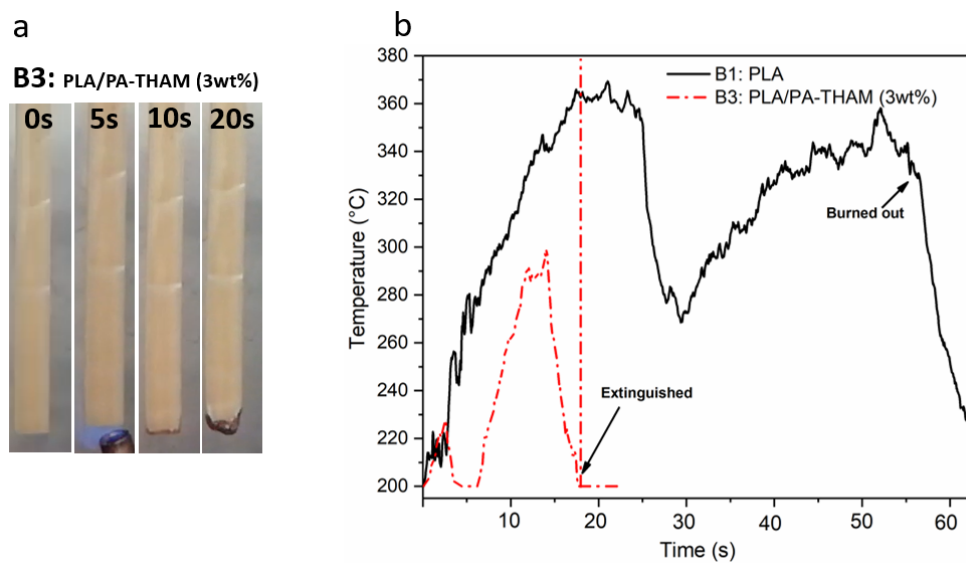 a
B3: PLA/PA-THAM (3wt%)
0s 5s 10s 20s
b
380
360
340
320
300
280
260
240
220
200
Temperature (°C)
B1: PLA
B3: PLA/PA-THAM (3wt%)
Burned out
Extinguished
10 20 30 40 50 60
Time (s)